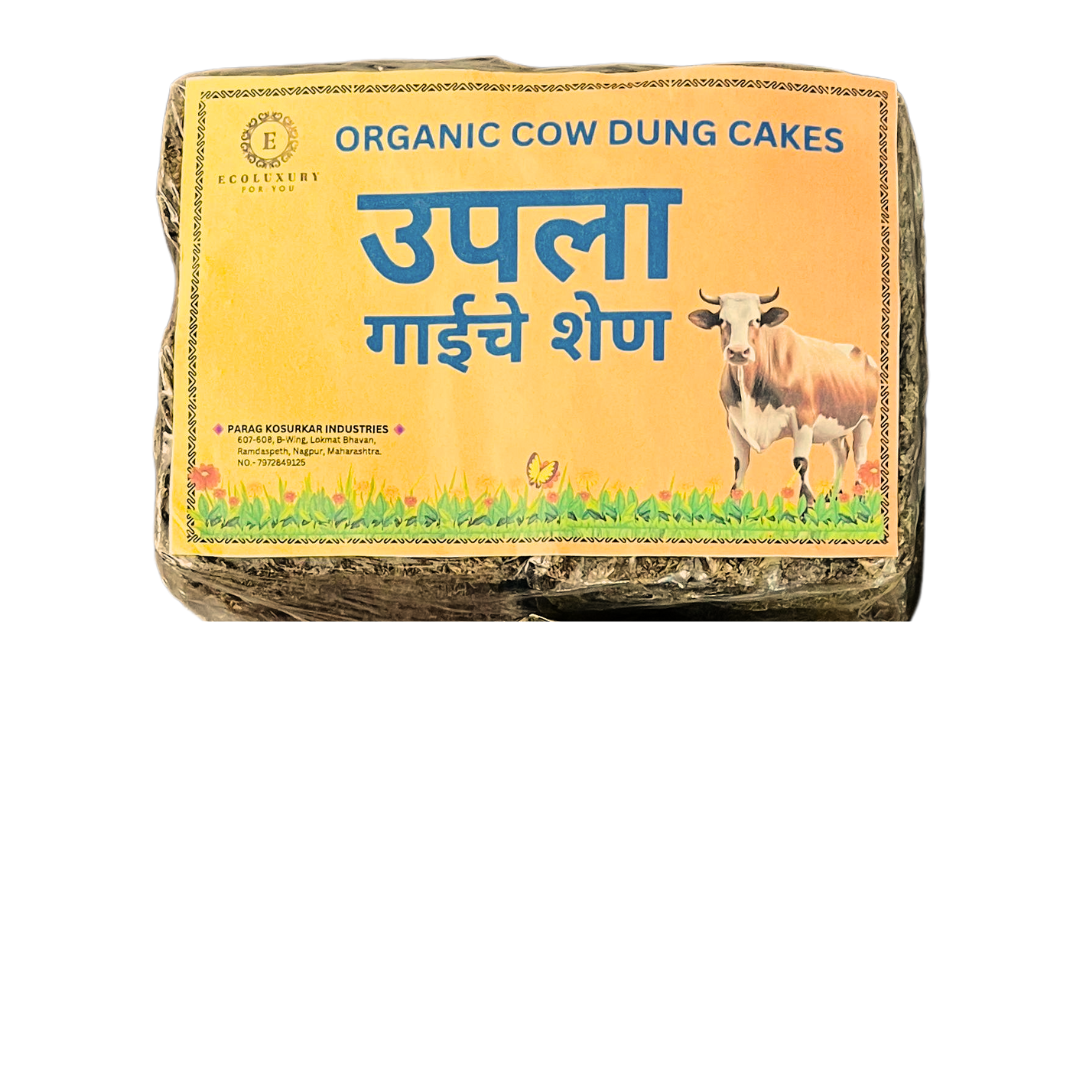 E
ECOLUXURY
FOR YOU
ORGANIC COW DUNG CAKES
उपला
गाईचे शेण
PARAG KOSURKAR INDUSTRIES
607-608, B-Wing, Lokmat Bhavan,
Ramdaspeth, Nagpur, Maharashtra.
NO.- 7972849125